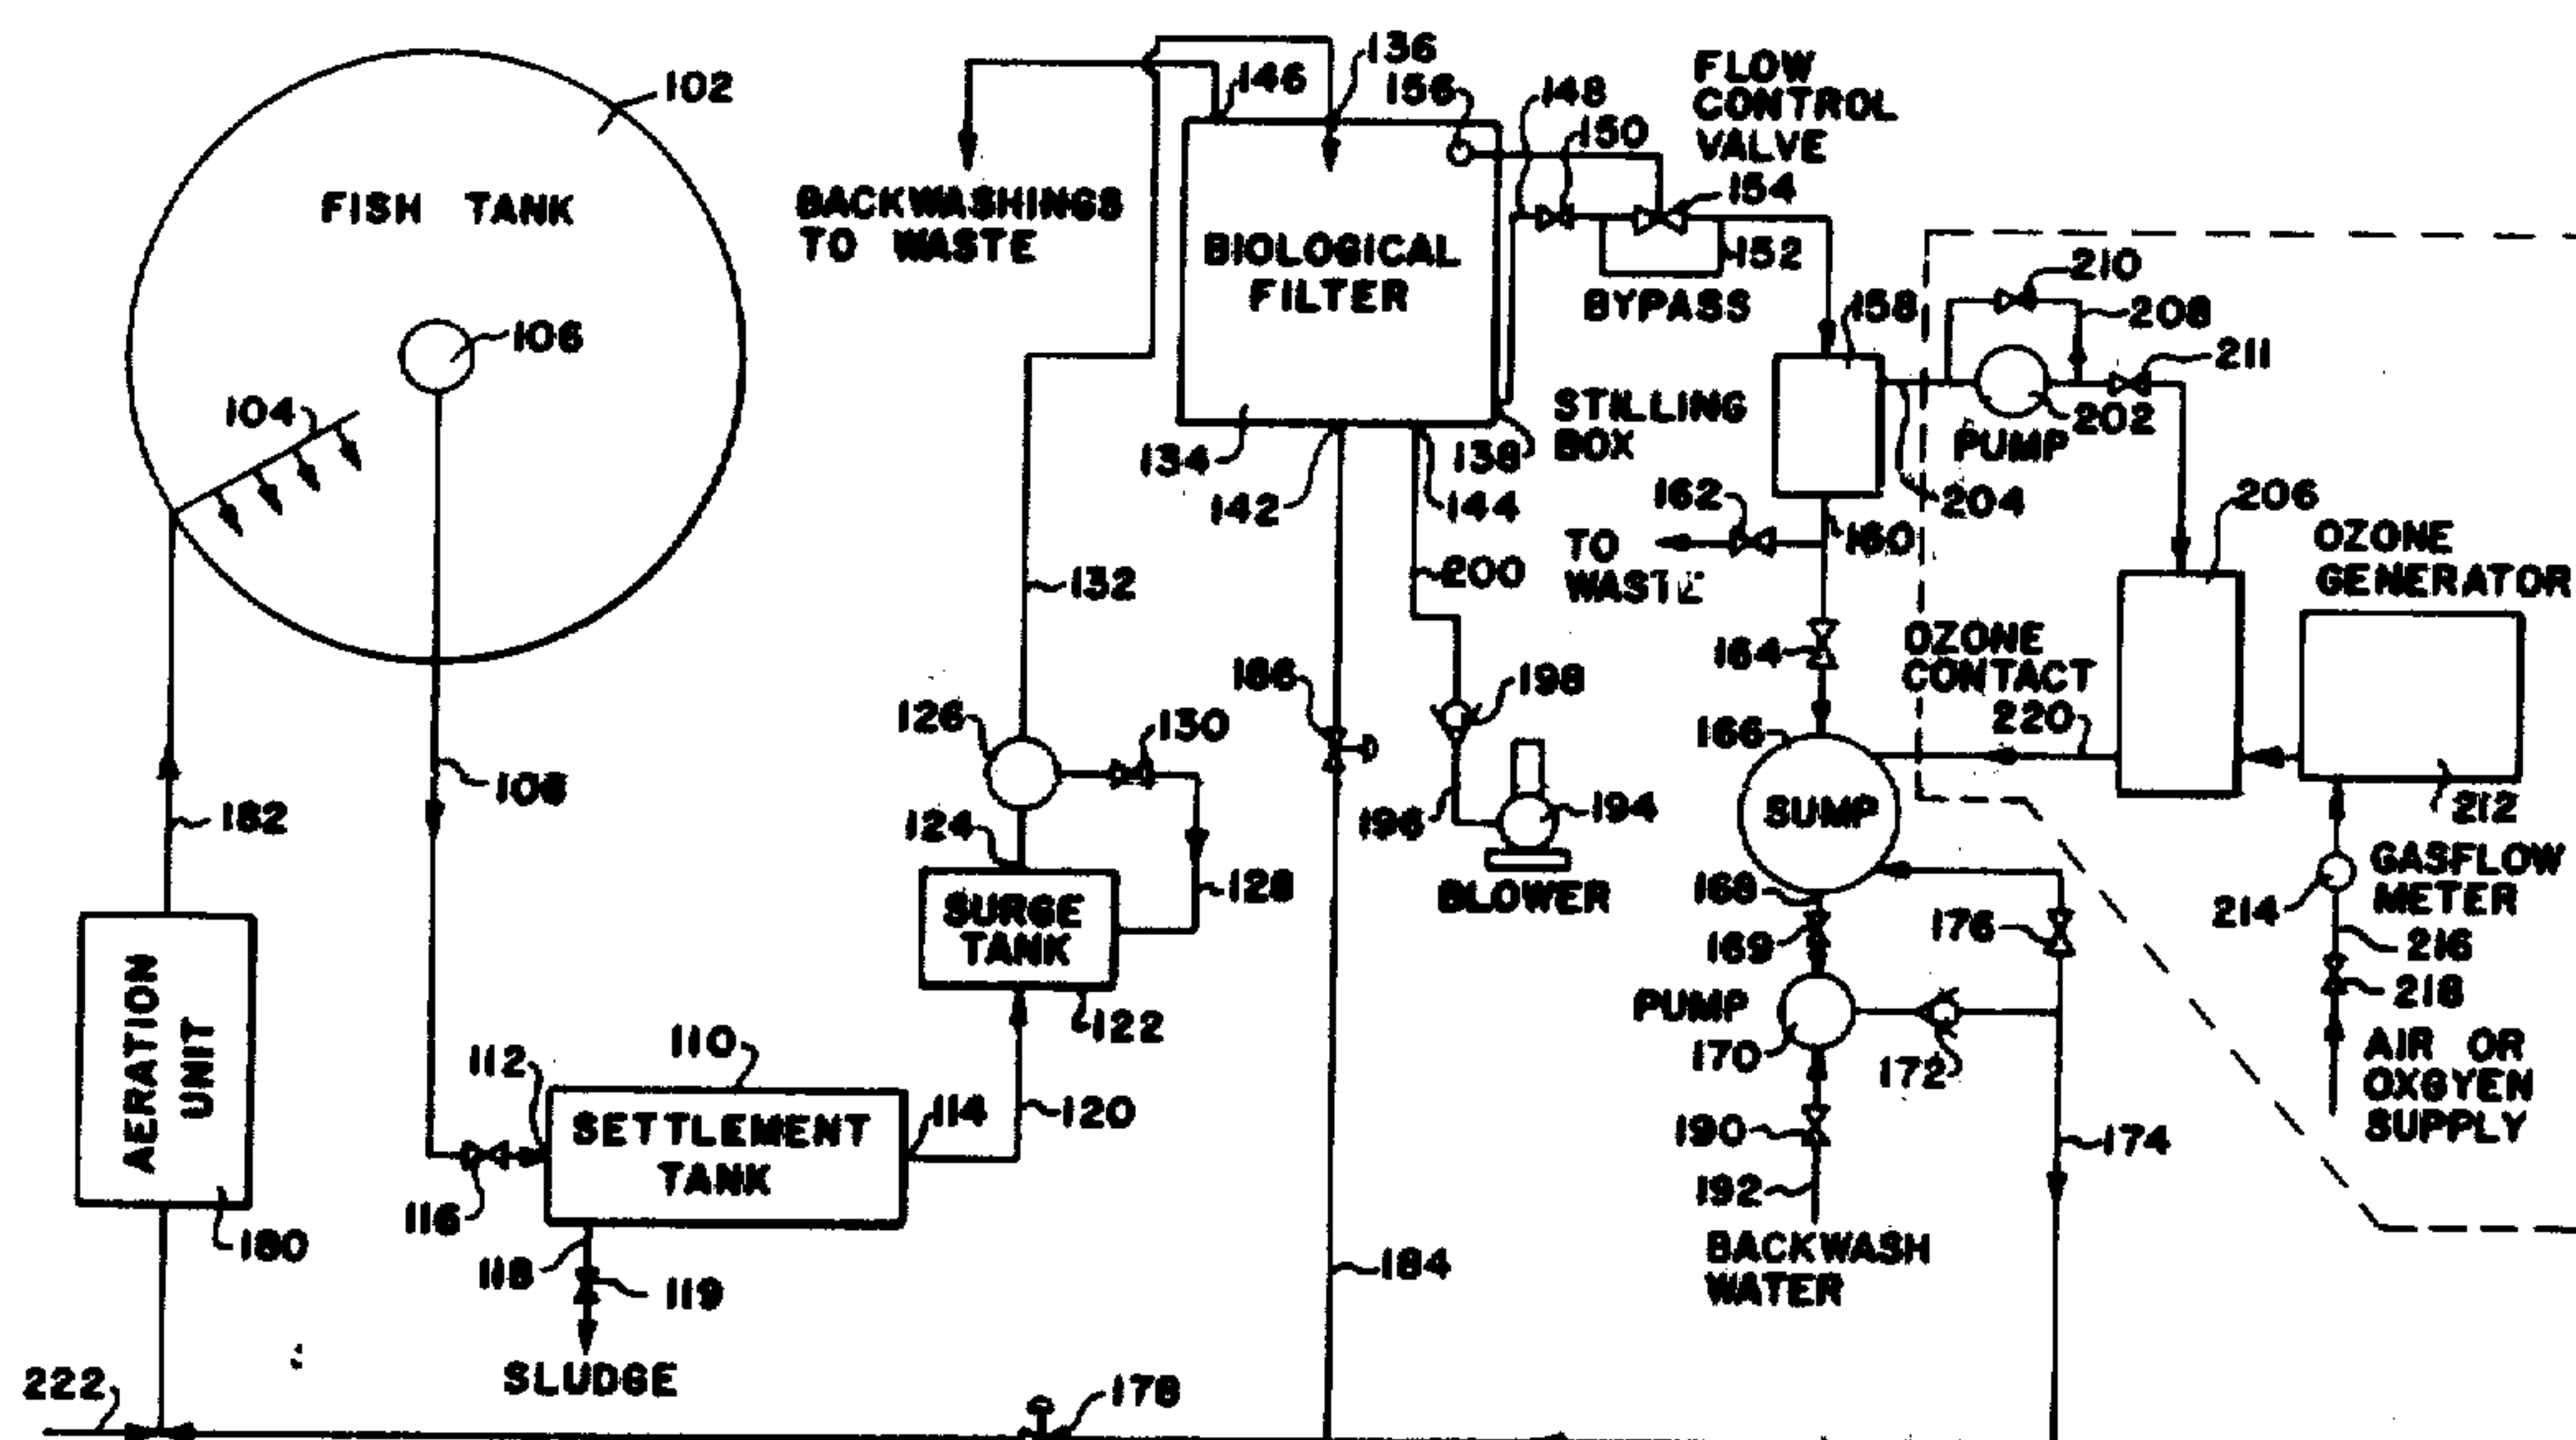 102
FISH TANK
106
104
108
182
AERATION
UNIT
180
222
112
110
114
SETTLEMENT
TANK
116
118
119
SLUDGE
120
122
SURGE
TANK
124
126
130
128
132
BACKWASHINGS
TO WASTE
146
136
156
148
150
FLOW
CONTROL
VALVE
154
152
BYPASS
BIOLOGICAL
FILTER
134
142
144
138
STILLING
BOX
158
210
208
211
202
PUMP
204
206
162
TO
WASTE
160
200
164
OZONE
CONTACT
220
OZONE
GENERATOR
212
186
198
196
194
BLOWER
166
SUMP
168
169
176
PUMP
170
172
190
192
BACKWASH
WATER
174
184
178
GASFLOW
METER
214
216
218
AIR OR
OXGYEN
SUPPLY